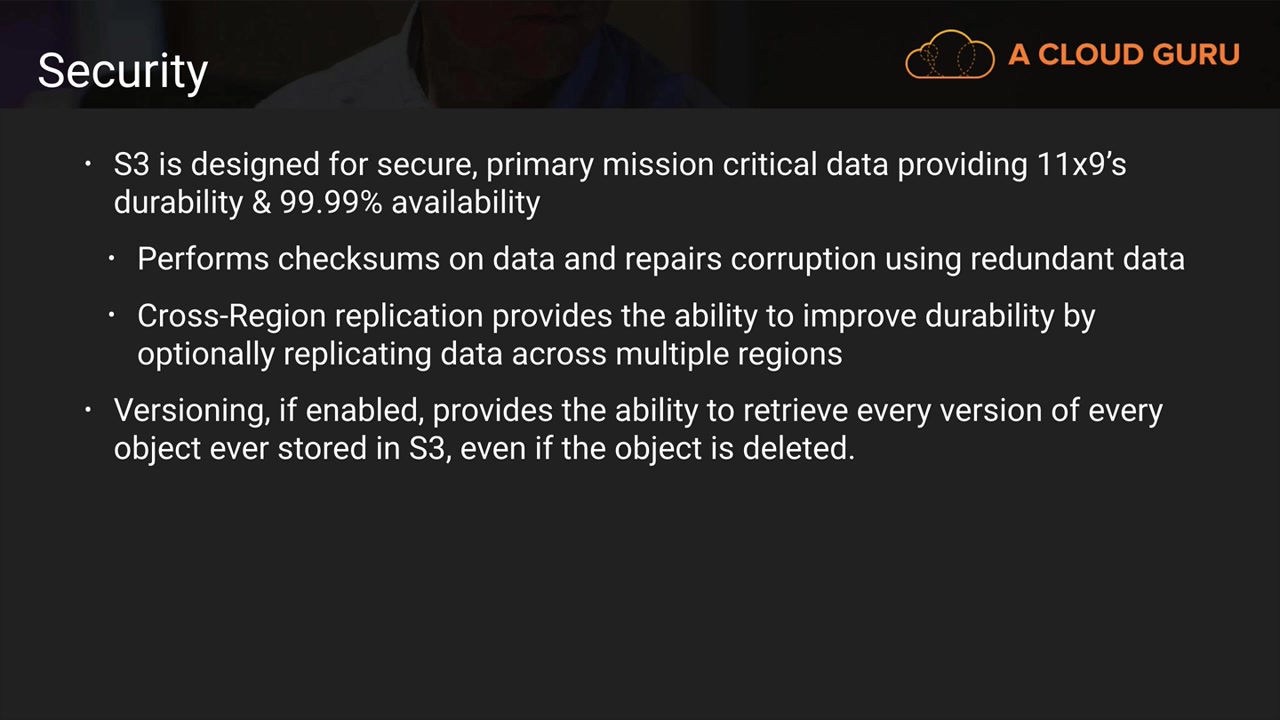 Security
A CLOUD GURU
• S3 is designed for secure, primary mission critical data providing 11x9’s
durability & 99.99% availability
• Performs checksums on data and repairs corruption using redundant data
• Cross-Region replication provides the ability to improve durability by
optionally replicating data across multiple regions
• Versioning, if enabled, provides the ability to retrieve every version of every
object ever stored in S3, even if the object is deleted.